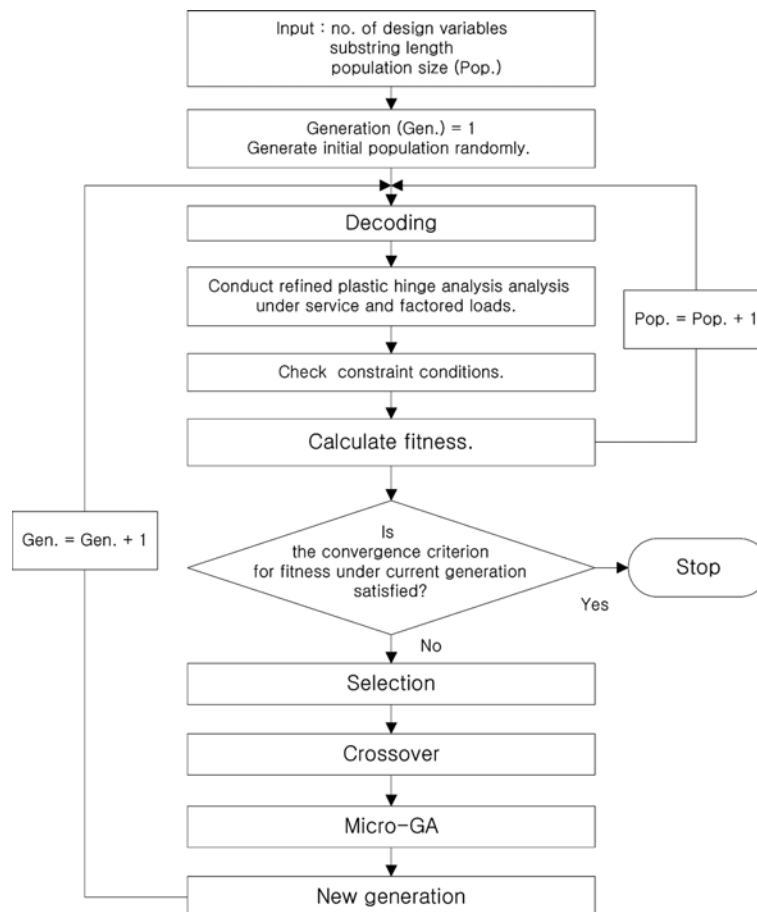 Input : no. of design variables
substring length
population size (Pop.)
Generation (Gen.) = 1
Generate initial population randomly.
Decoding
Conduct refined plastic hinge analysis analysis
under service and factored loads.
Pop. = Pop. + 1
Check constraint conditions.
Calculate fitness.
Gen. = Gen. + 1
Is
the convergence criterion
for fitness under current generation
satisfied?
Stop
Yes
No
Selection
Crossover
Micro-GA
New generation